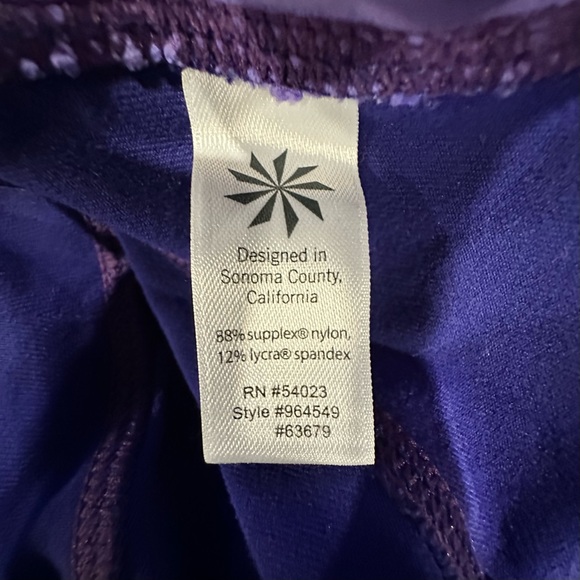 Designed in
Sonoma County,
California
88% supplex® nylon,
12% lycra® spandex
RN #54023
Style #964549
#63679